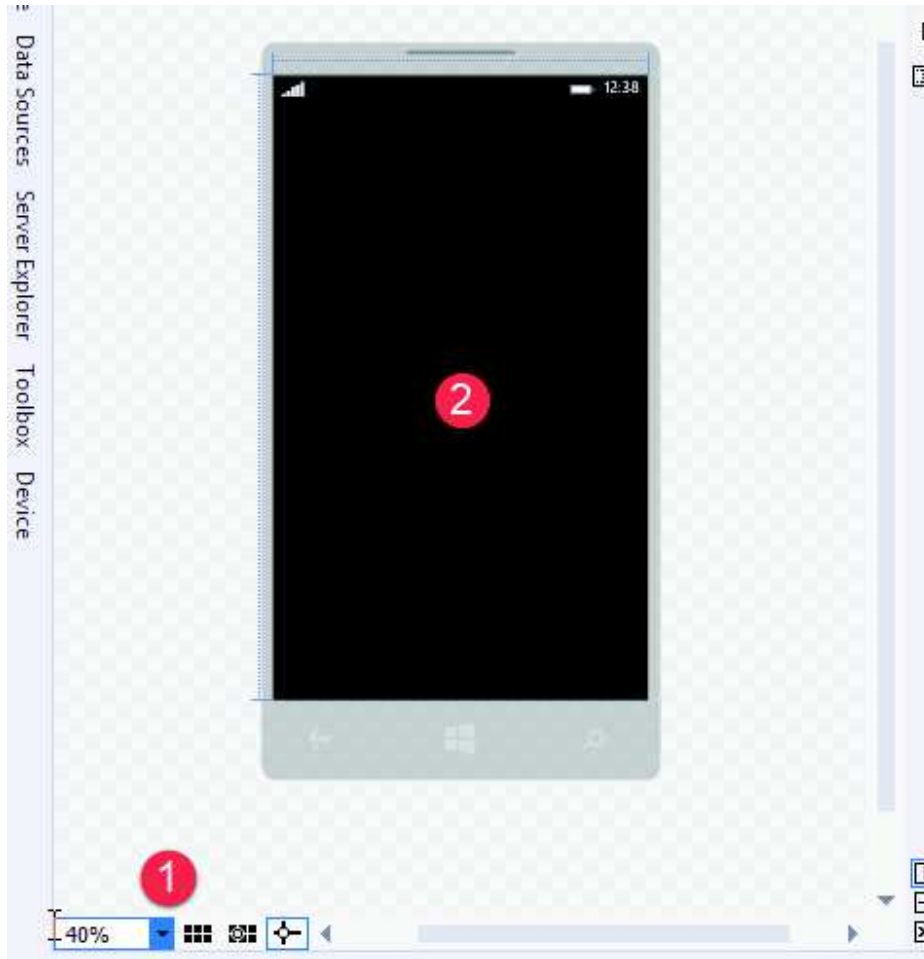 Data Sources
Server Explorer
Toolbox
Device
12:38
2
1
40%